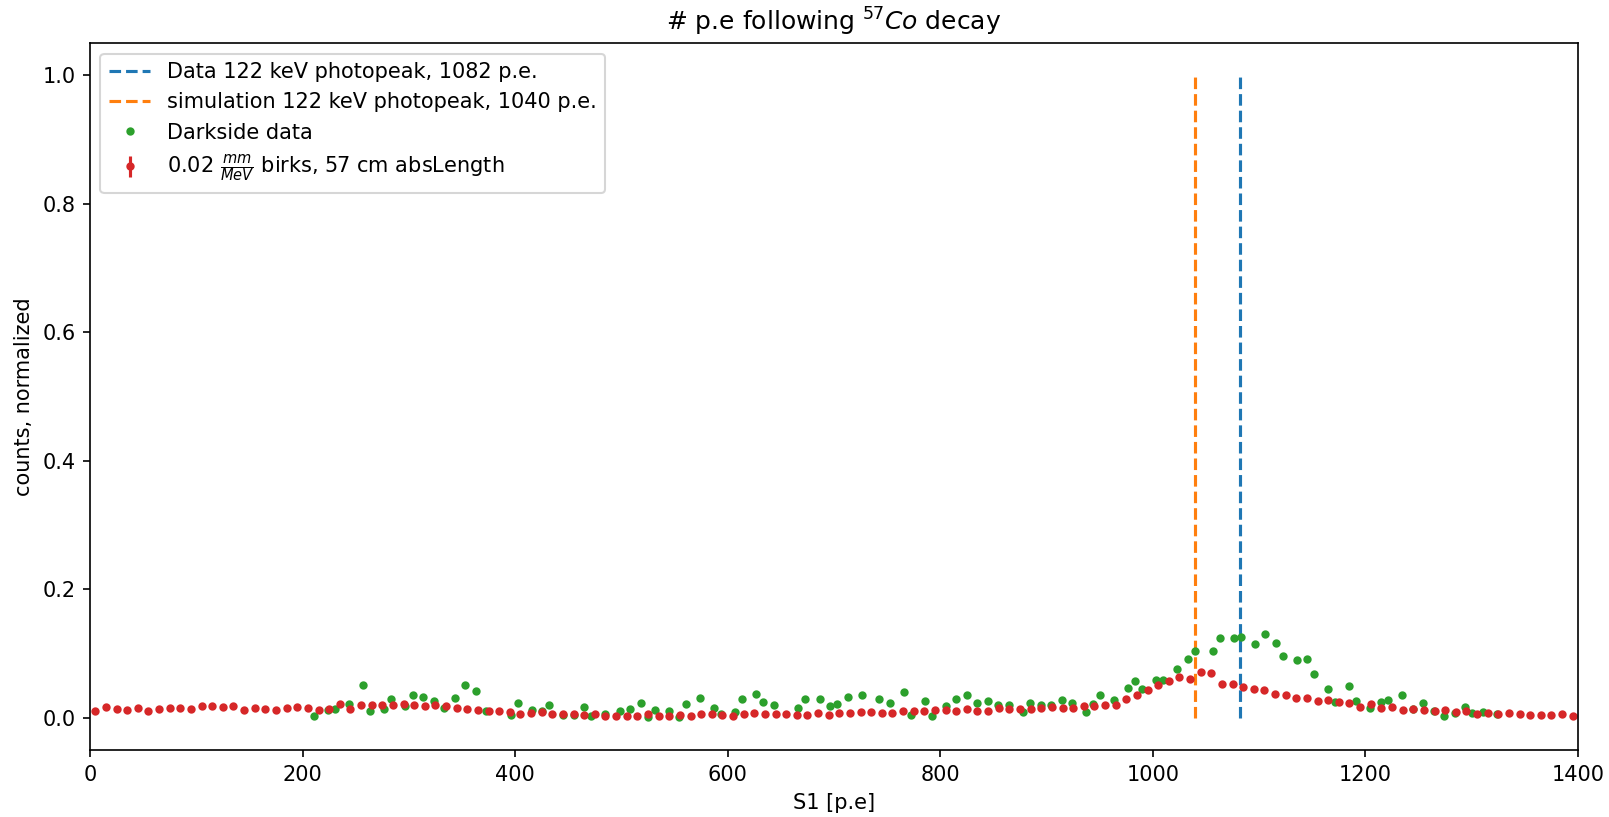 # p.e following ⁵⁷Co decay
Data 122 keV photopeak, 1082 p.e.
simulation 122 keV photopeak, 1040 p.e.
Darkside data
0.02 mm/MeV birks, 57 cm absLength
counts, normalized
1.0
0.8
0.6
0.4
0.2
0.0
0 200 400 600 800 1000 1200 1400
S1 [p.e]